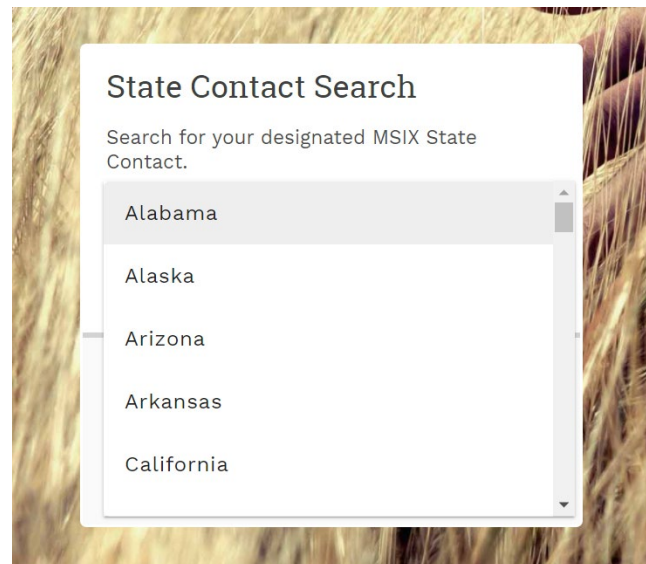 State Contact Search
Search for your designated MSIX State
Contact.
Alabama
Alaska
Arizona
Arkansas
California